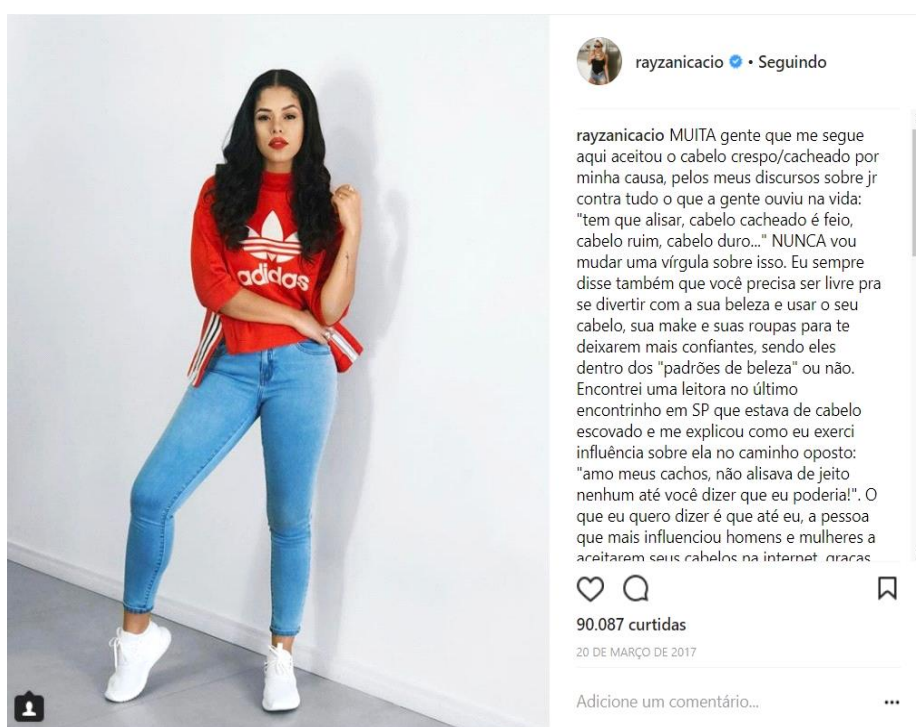 adidas
rayzanicacio • Seguindo
rayzanicacio MUITA gente que me segue
aqui aceitou o cabelo crespo/cacheado por
minha causa, pelos meus discursos sobre jr
contra tudo o que a gente ouviu na vida:
"tem que alisar, cabelo cacheado é feio,
cabelo ruim, cabelo duro..." NUNCA vou
mudar uma vírgula sobre isso. Eu sempre
disse também que você precisa ser livre pra
se divertir com a sua beleza e usar o seu
cabelo, sua make e suas roupas para te
deixarem mais confiantes, sendo eles
dentro dos "padrões de beleza" ou não.
Encontrei uma leitora no último
encontrinho em SP que estava de cabelo
escovado e me explicou como eu exerci
influência sobre ela no caminho oposto:
"amo meus cachos, não alisava de jeito
nenhum até você dizer que eu poderia!". O
que eu quero dizer é que até eu, a pessoa
que mais influenciou homens e mulheres a
aceitarem seus cabelos na internet, graças
90.087 curtidas
20 DE MARÇO DE 2017
Adicione um comentário...